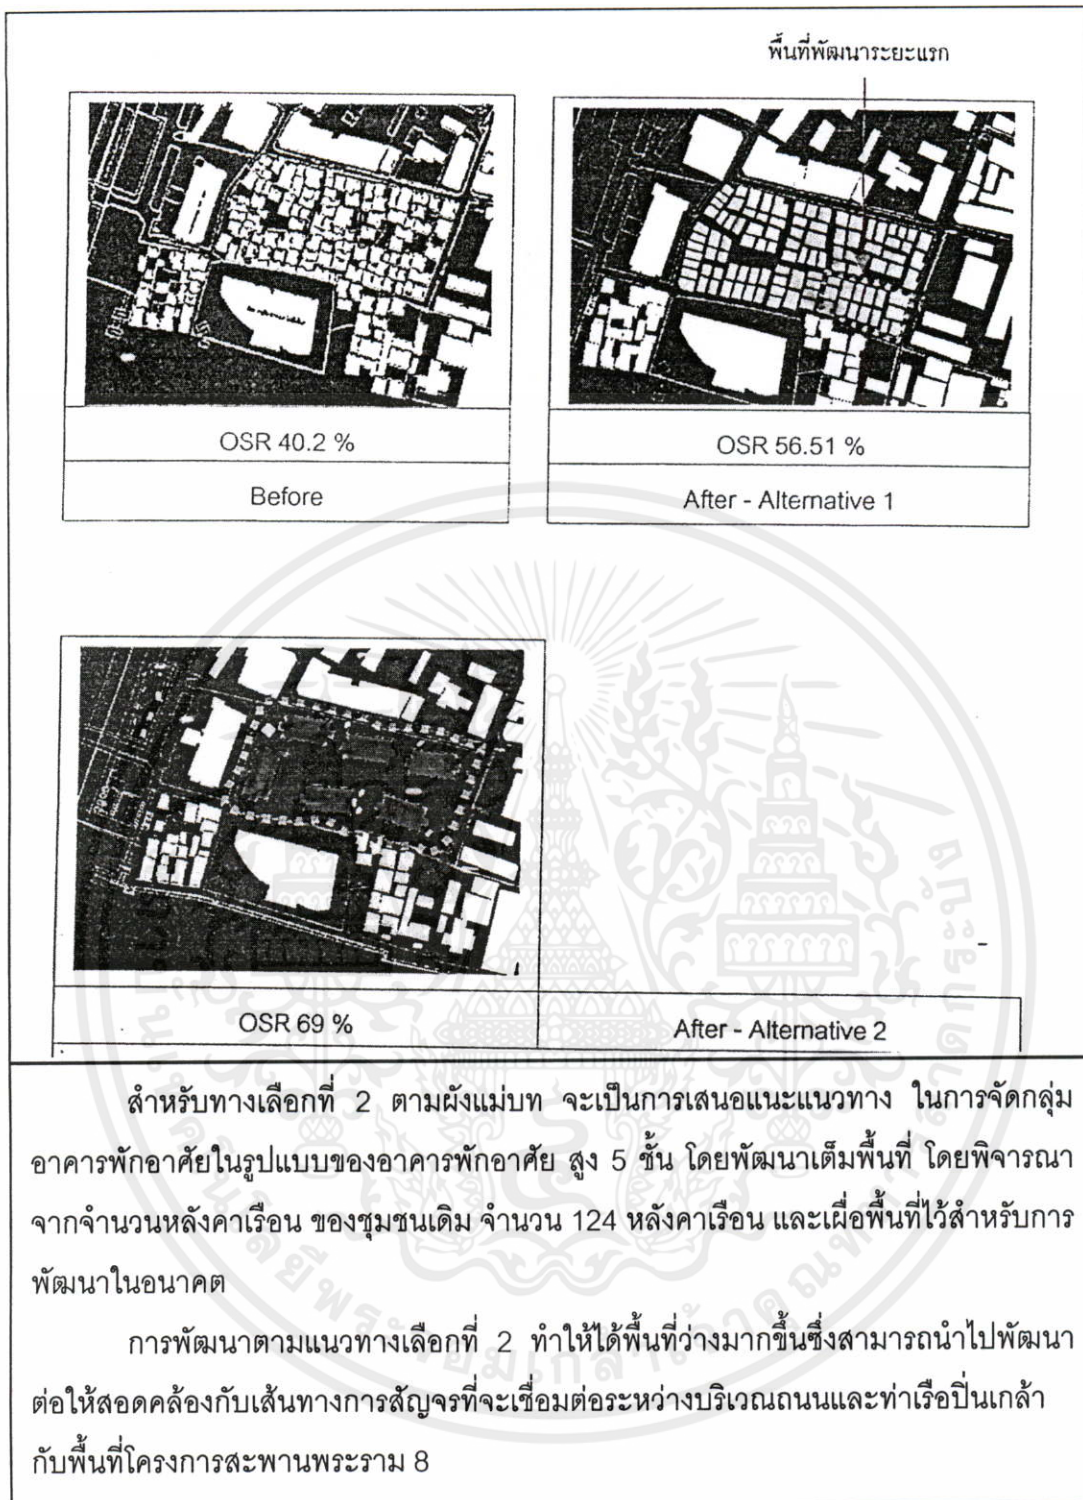 พื้นที่พัฒนาระยะแรก
OSR 40.2 %
OSR 56.51 %
Before
After - Alternative 1
OSR 69 %
After - Alternative 2
สำหรับทางเลือกที่ 2 ตามผังแม่บท จะเป็นการเสนอแนะแนวทาง ในการจัดกลุ่ม
อาคารพักอาศัยในรูปแบบของอาคารพักอาศัย สูง 5 ชั้น โดยพัฒนาเต็มพื้นที่ โดยพิจารณา
จากจำนวนหลังคาเรือน ของชุมชนเดิม จำนวน 124 หลังคาเรือน และเผื่อพื้นที่ไว้สำหรับการ
พัฒนาในอนาคต
การพัฒนาตามแนวทางเลือกที่ 2 ทำให้ได้พื้นที่ว่างมากขึ้นซึ่งสามารถนำไปพัฒนา
ต่อให้สอดคล้องกับเส้นทางการสัญจรที่จะเชื่อมต่อระหว่างบริเวณถนนและท่าเรือปิ่นเกล้า
กับพื้นที่โครงการสะพานพระราม 8